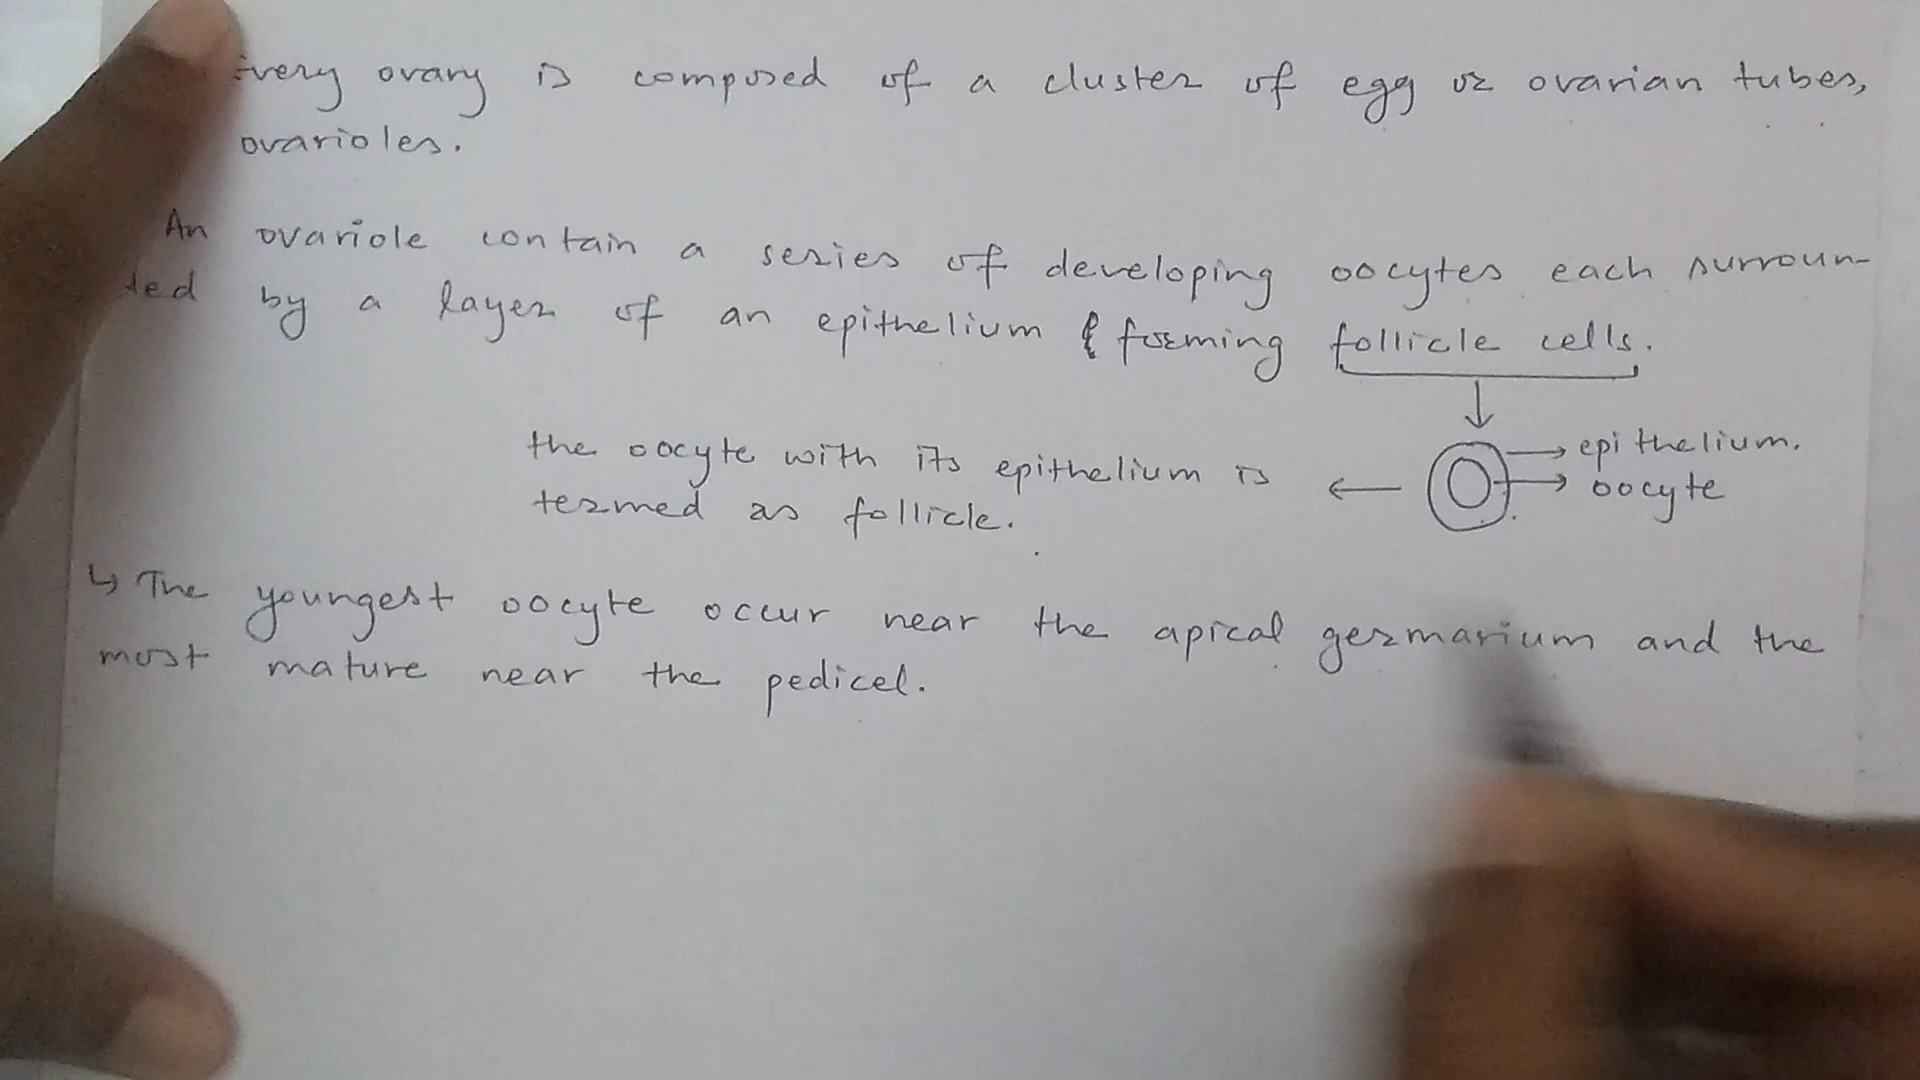 Every ovary is composed of a cluster of egg or ovarian tubes,
ovarioles.
An ovariole contain a series of developing oocytes each surroun-
ded by a layer of an epithelium & forming follicle cells.
the oocyte with its epithelium is ← → epithelium.
termed as follicle. → oocyte
↳ The youngest oocyte occur near the apical germarium and the
most mature near the pedicel.